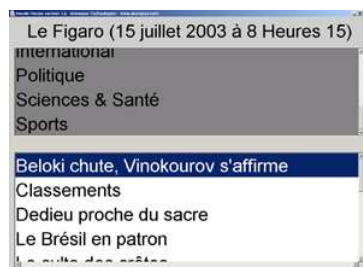 Le Figaro (15 juillet 2003 à 8 Heures 15)
International
Politique
Sciences & Santé
Sports
Beloki chute, Vinokourov s'affirme
Classements
Dedieu proche du sacre
Le Brésil en patron